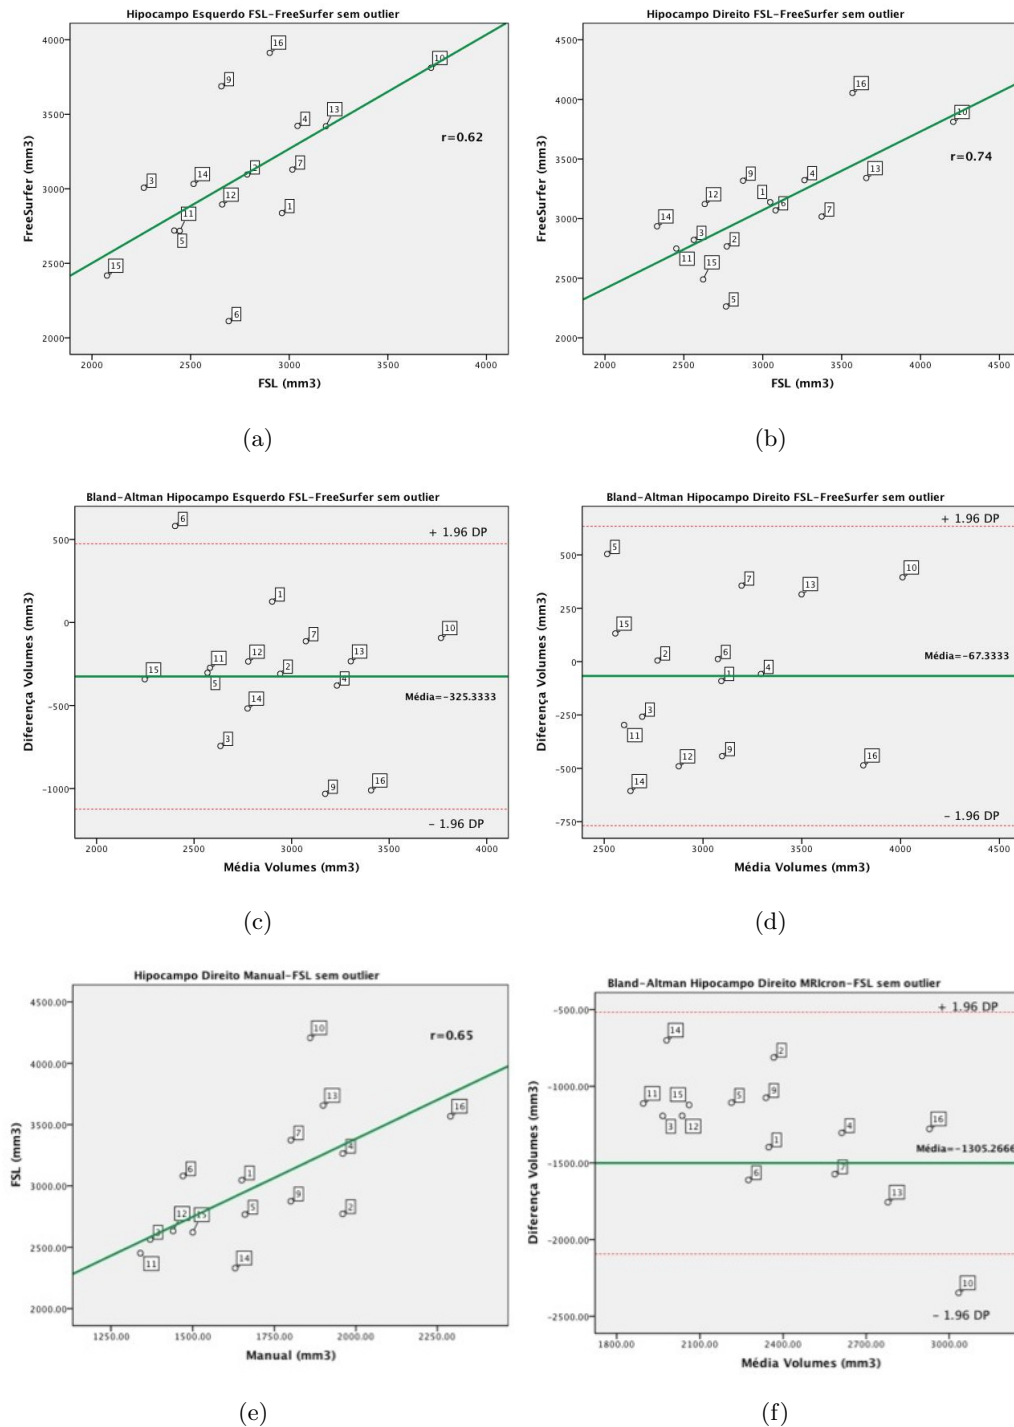 Hipocampo Esquerdo FSL-FreeSurfer sem outlier
FreeSurfer (mm3)
4000
3500
3000
2500
2000
16
10
9
13
4
7
2
14
3
12
1
11
5
15
6
r=0.62
2000 2500 3000 3500 4000
FSL (mm3)
(a)
Hipocampo Direito FSL-FreeSurfer sem outlier
FreeSurfer (mm3)
4000
3500
3000
2500
2000
16
10
13
9
4
1
12
6
7
14
3
2
11
15
5
r=0.74
2000 2500 3000 3500 4000 4500
FSL (mm3)
(b)
Bland-Altman Hipocampo Esquerdo FSL-FreeSurfer sem outlier
Diferença Volumes (mm3)
500
0
-500
-1000
+ 1.96 DP
6
1
7
10
12
13
11
2
15
4
5
14
3
9
16
Média=-325.3333
- 1.96 DP
2000 2500 3000 3500 4000
Média Volumes (mm3)
(c)
Bland-Altman Hipocampo Direito FSL-FreeSurfer sem outlier
Diferença Volumes (mm3)
500
250
0
-250
-500
-750
+ 1.96 DP
5
10
7
13
15
2
6
4
1
3
11
12
9
16
14
Média=-67.3333
- 1.96 DP
2500 3000 3500 4000 4500
Média Volumes (mm3)
(d)
Hipocampo Direito Manual-FSL sem outlier
FSL (mm3)
4500.00
4000.00
3500.00
3000.00
2500.00
2000.00
10
13
16
7
4
6
1
9
12
15
5
2
3
11
14
r=0.65
1250.00 1500.00 1750.00 2000.00 2250.00
Manual (mm3)
(e)
Bland-Altman Hipocampo Direito MRIcron-FSL sem outlier
Diferença Volumes (mm3)
-500.00
-1000.00
-1500.00
-2000.00
-2500.00
+ 1.96 DP
14
2
11
15
5
9
3
12
4
16
1
6
7
13
10
Média=-1305.2666
- 1.96 DP
1800.00 2100.00 2400.00 2700.00 3000.00
Média Volumes (mm3)
(f)